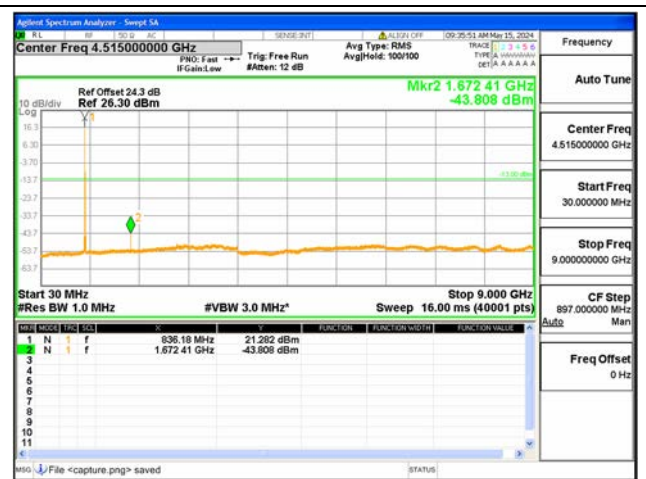 Agilent Spectrum Analyzer - Swept SA
RL RF 50 Ω AC SENSE:INT ALIGN OFF 09:35:51 AM May 15, 2024
Center Freq 4.515000000 GHz
PNO: Fast
IFGain:Low
Trig: Free Run
#Atten: 12 dB
Avg Type: RMS
Avg|Hold: 100/100
TRACE 1 2 3 4 5 6
TYPE A
DET A A A A A A
Frequency
Auto Tune
Mkr2 1.672 41 GHz
-43.808 dBm
Ref Offset 24.3 dB
Ref 26.30 dBm
10 dB/div
Log
1
16.3
6.30
-3.70
-13.7
-13.00 dBm
-23.7
-33.7
2
-43.7
-53.7
-63.7
Center Freq
4.515000000 GHz
Start Freq
30.000000 MHz
Stop Freq
9.000000000 GHz
CF Step
897.000000 MHz
Auto Man
Freq Offset
0 Hz
Start 30 MHz Stop 9.000 GHz
#Res BW 1.0 MHz #VBW 3.0 MHz* Sweep 16.00 ms (40001 pts)
MKR MODE TRC SCL X Y FUNCTION FUNCTION WIDTH FUNCTION VALUE
1 N 1 f 836.18 MHz 21.282 dBm
2 N 1 f 1.672 41 GHz -43.808 dBm
3
4
5
6
7
8
9
10
11
MSG File <capture.png> saved STATUS